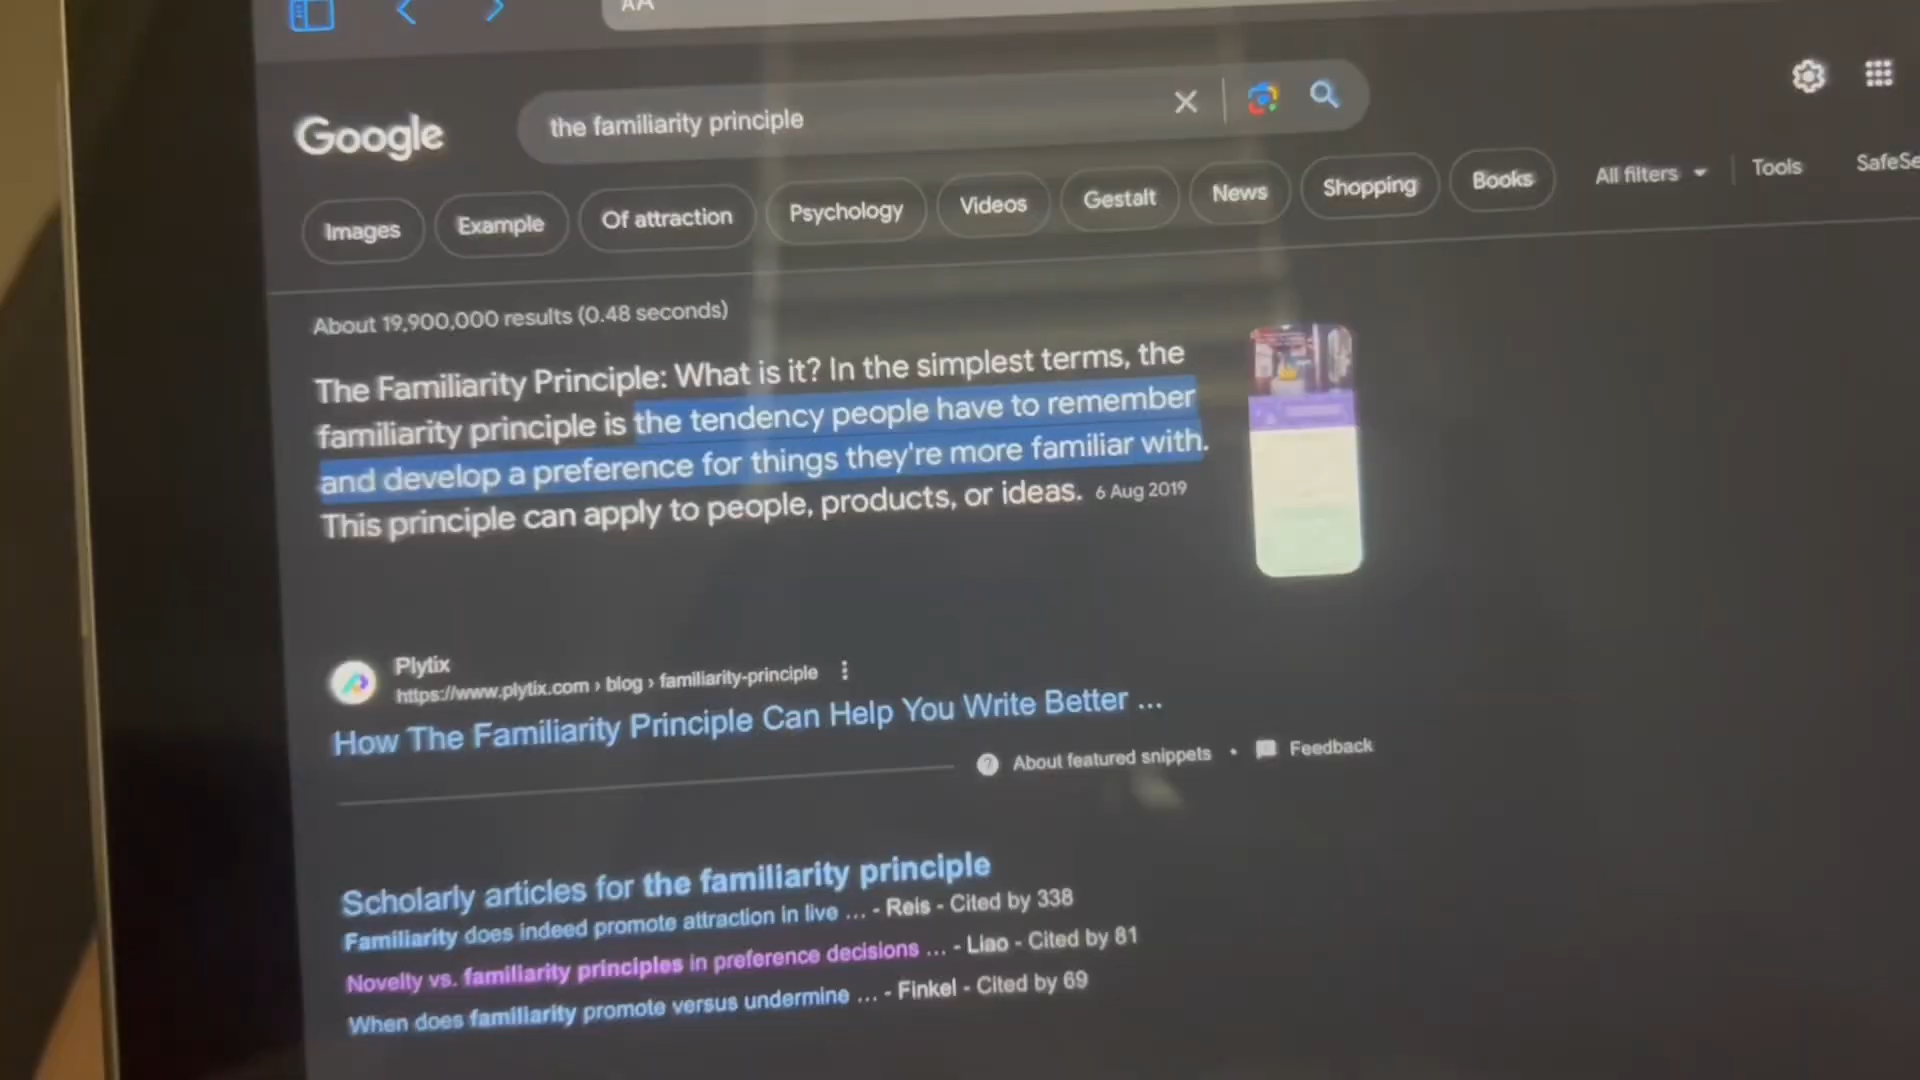 AA
Google
the familiarity principle
Images
Example
Of attraction
Psychology
Videos
Gestalt
News
Shopping
Books
All filters
Tools
SafeSe
About 19,900,000 results (0.48 seconds)
The Familiarity Principle: What is it? In the simplest terms, the
familiarity principle is the tendency people have to remember
and develop a preference for things they're more familiar with.
This principle can apply to people, products, or ideas. 6 Aug 2019
Plytix
https://www.plytix.com › blog › familiarity-principle
How The Familiarity Principle Can Help You Write Better ...
About featured snippets • Feedback
Scholarly articles for the familiarity principle
Familiarity does indeed promote attraction in live ... - Reis - Cited by 338
Novelty vs. familiarity principles in preference decisions ... - Liao - Cited by 81
When does familiarity promote versus undermine ... - Finkel - Cited by 69